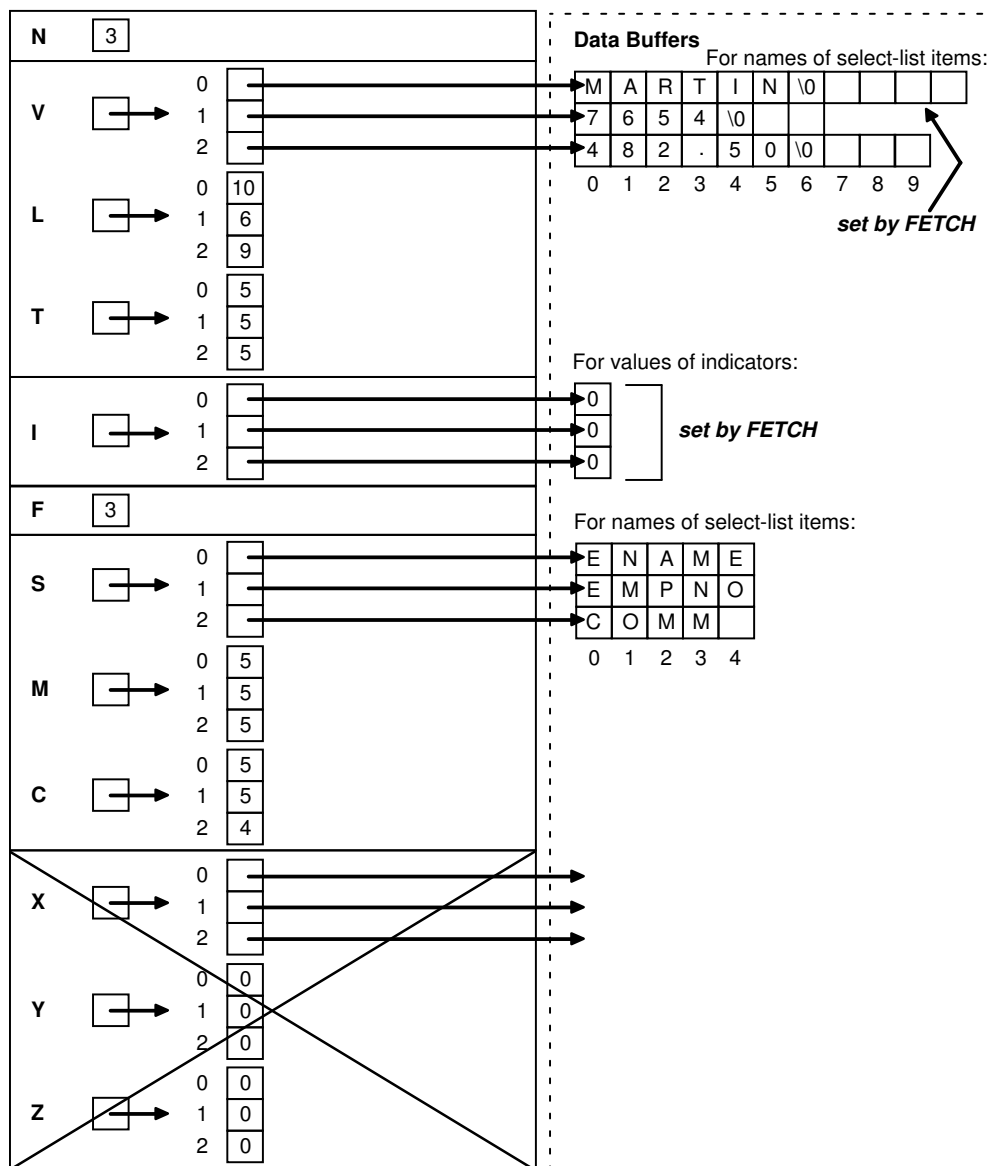 N 3
Data Buffers
For names of select-list items:
V
0 M A R T I N \0
1 7 6 5 4 \0
2 4 8 2 . 5 0 \0
0 1 2 3 4 5 6 7 8 9
set by FETCH
L
0 10
1 6
2 9
T
0 5
1 5
2 5
For values of indicators:
I
0 0
1 0
2 0
set by FETCH
F 3
For names of select-list items:
S
0 E N A M E
1 E M P N O
2 C O M M
0 1 2 3 4
M
0 5
1 5
2 5
C
0 5
1 5
2 4
X
0
1
2
Y
0 0
1 0
2 0
Z
0 0
1 0
2 0